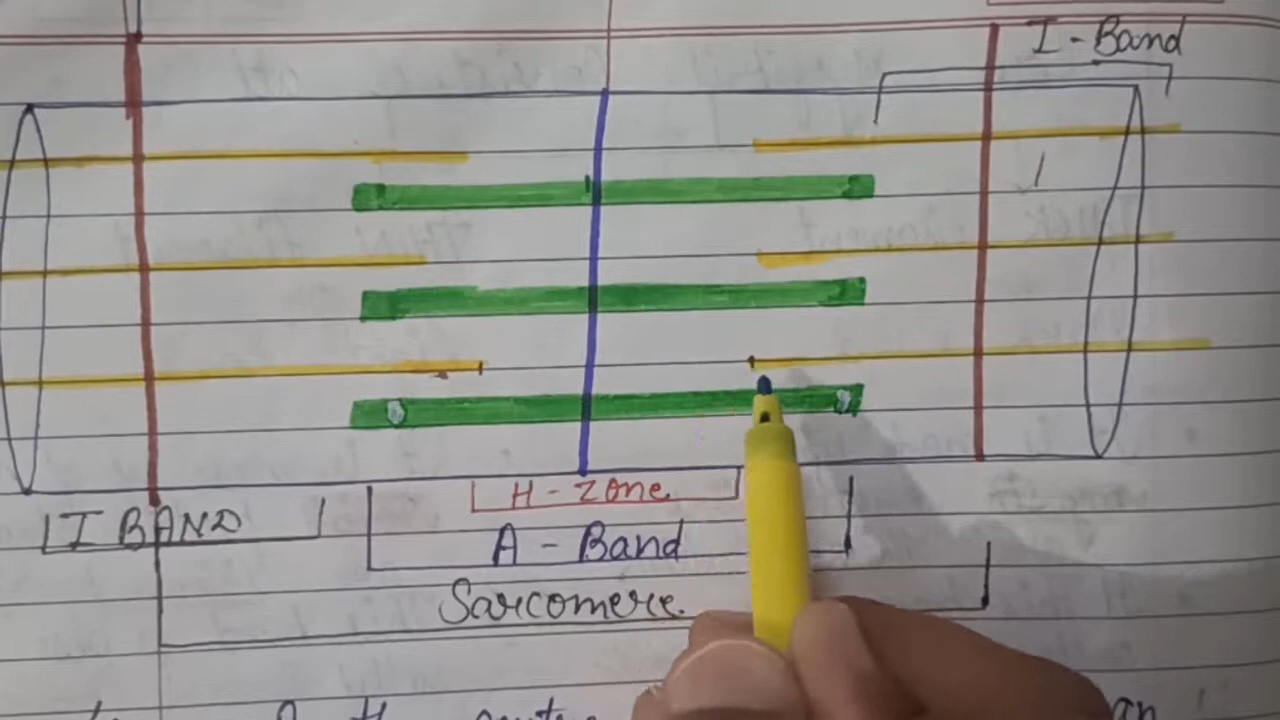 I - Band
H - Zone
I BAND
A - Band
Sarcomere.